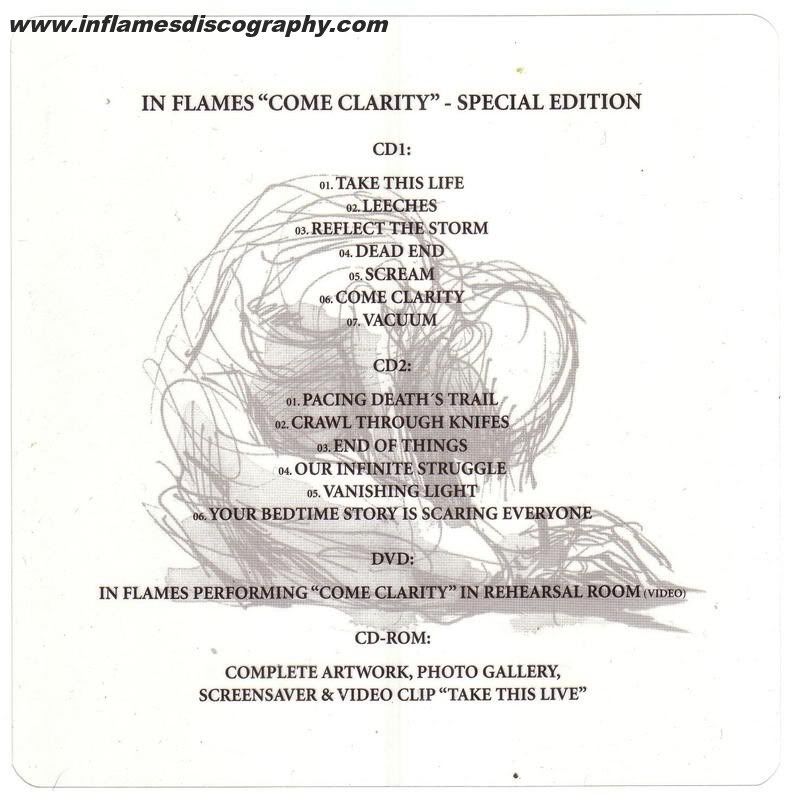 www.inflamesdiscography.com
IN FLAMES “COME CLARITY” - SPECIAL EDITION
CD1:
01. TAKE THIS LIFE
02. LEECHES
03. REFLECT THE STORM
04. DEAD END
05. SCREAM
06. COME CLARITY
07. VACUUM
CD2:
01. PACING DEATH´S TRAIL
02. CRAWL THROUGH KNIFES
03. END OF THINGS
04. OUR INFINITE STRUGGLE
05. VANISHING LIGHT
06. YOUR BEDTIME STORY IS SCARING EVERYONE
DVD:
IN FLAMES PERFORMING “COME CLARITY” IN REHEARSAL ROOM (VIDEO)
CD-ROM:
COMPLETE ARTWORK, PHOTO GALLERY,
SCREENSAVER & VIDEO CLIP “TAKE THIS LIVE”